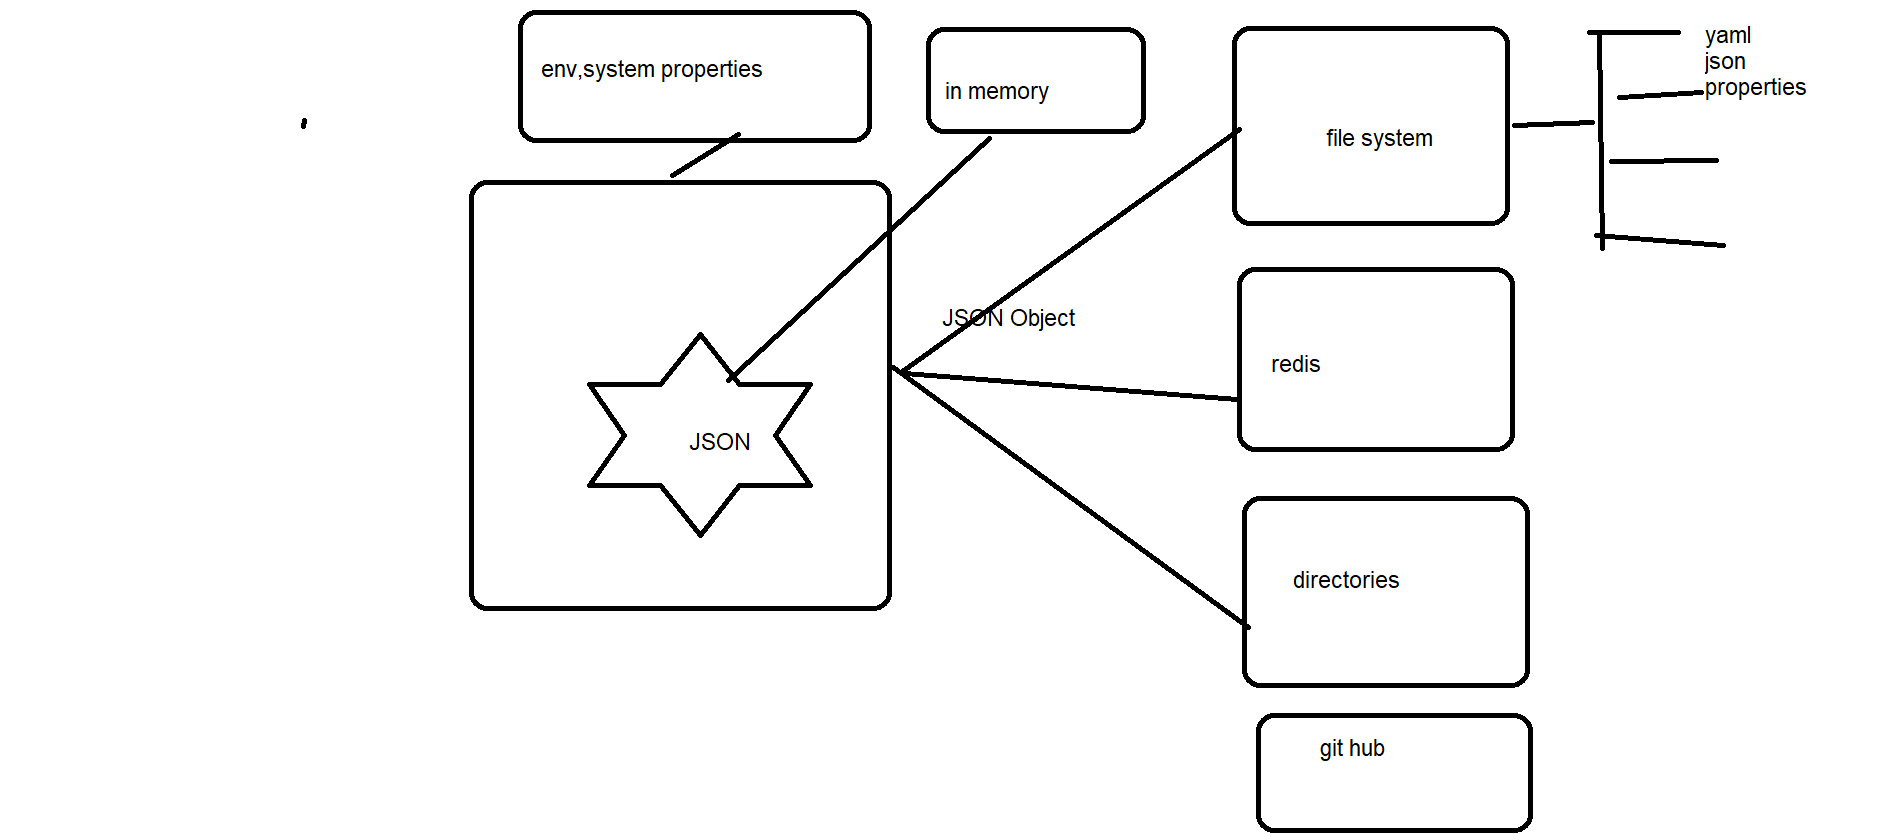 env,system properties
in memory
file system
yaml
json
properties
JSON Object
redis
JSON
directories
git hub